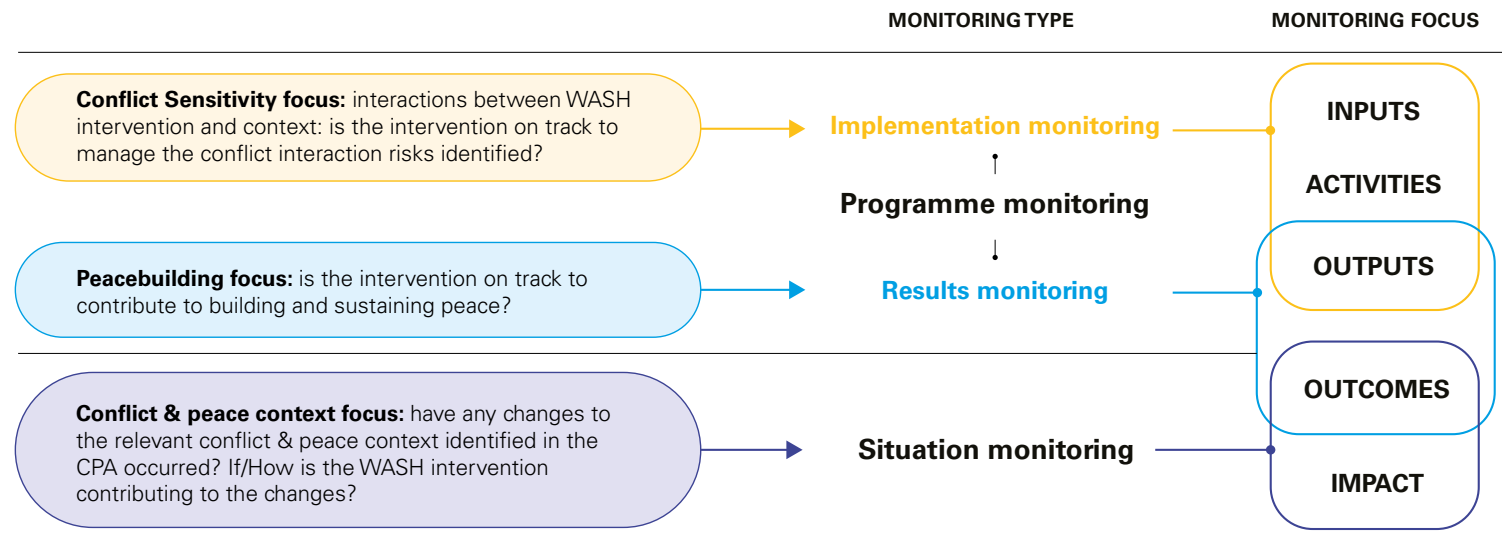 MONITORING TYPE
MONITORING FOCUS
Conflict Sensitivity focus: interactions between WASH
intervention and context: is the intervention on track to
manage the conflict interaction risks identified?
Implementation monitoring
INPUTS
ACTIVITIES
Programme monitoring
Peacebuilding focus: is the intervention on track to
contribute to building and sustaining peace?
Results monitoring
OUTPUTS
Conflict & peace context focus: have any changes to
the relevant conflict & peace context identified in the
CPA occurred? If/How is the WASH intervention
contributing to the changes?
Situation monitoring
OUTCOMES
IMPACT